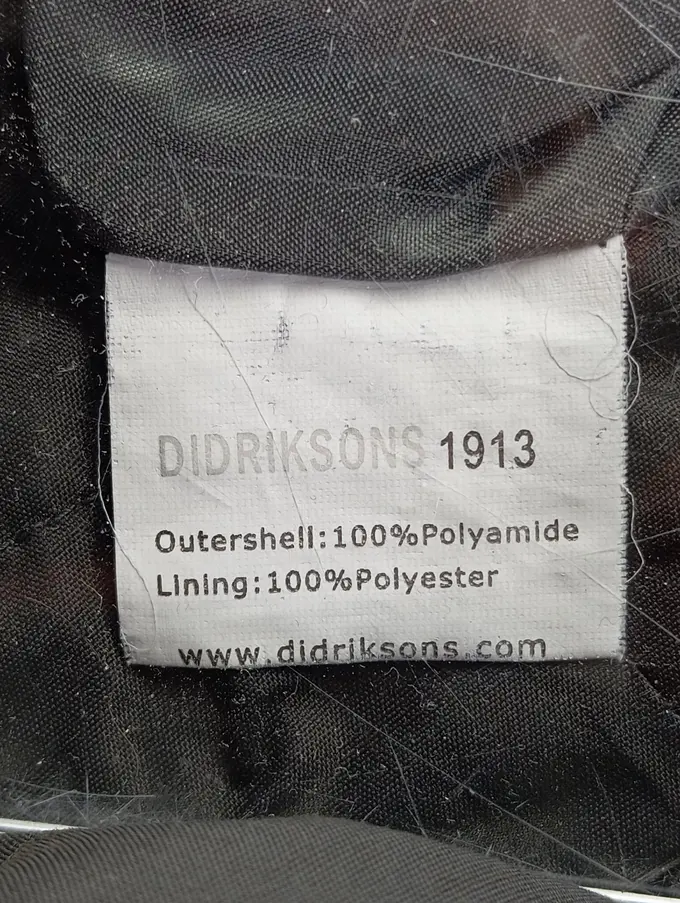 DIDRIKSONS 1913
Outershell:100%Polyamide
Lining:100%Polyester
www.didriksons.com